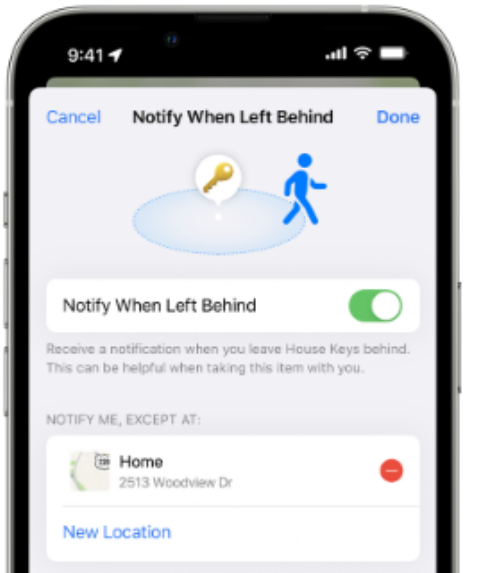 9:41
Cancel Notify When Left Behind Done
Notify When Left Behind
Receive a notification when you leave House Keys behind.
This can be helpful when taking this item with you.
NOTIFY ME, EXCEPT AT:
Home
2513 Woodview Dr
New Location